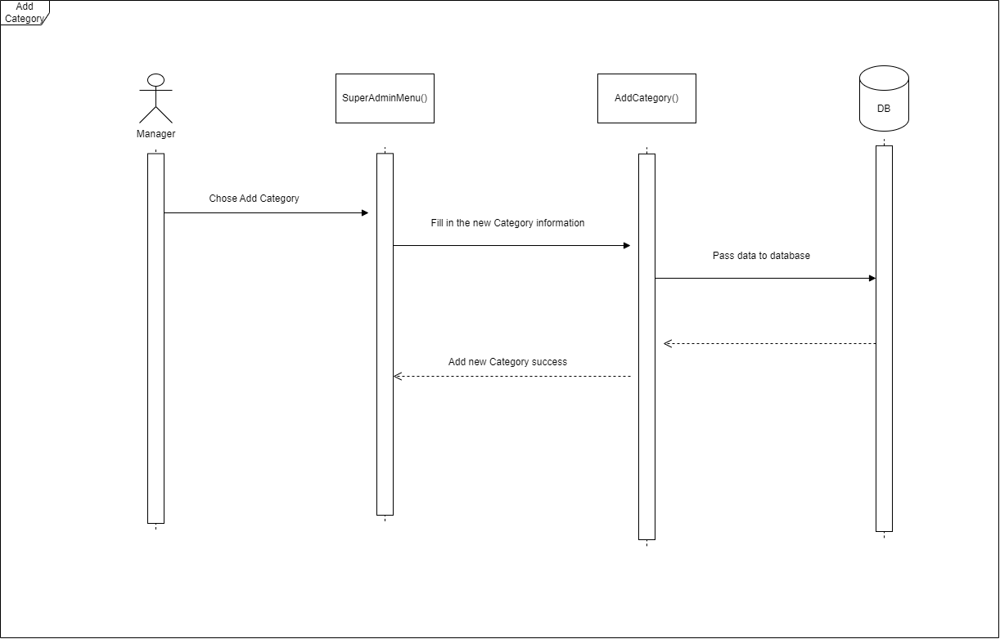 Add
Category
SuperAdminMenu()
AddCategory()
DB
Manager
Chose Add Category
Fill in the new Category information
Pass data to database
Add new Category success